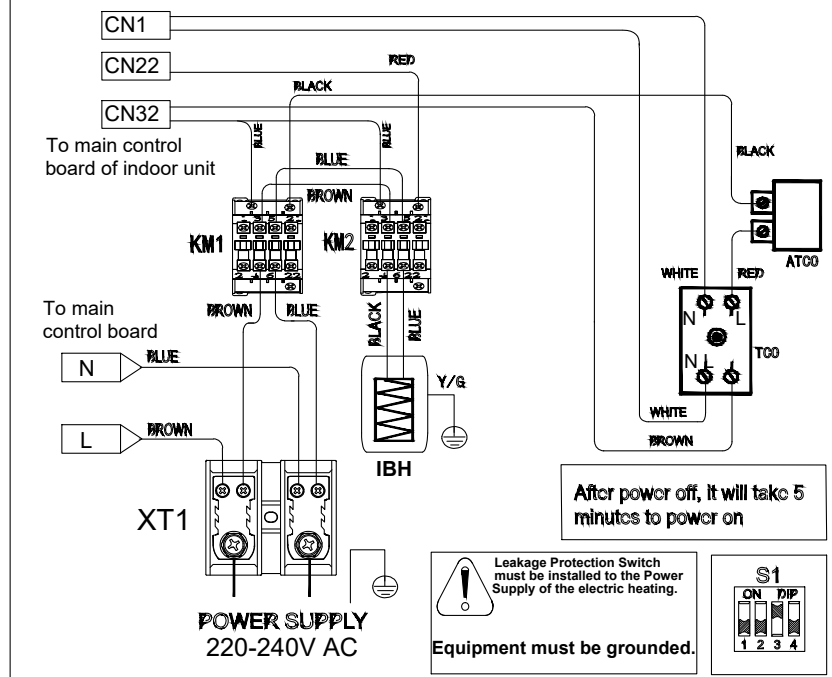 CN1
CN22
RED
BLACK
CN32
BLUE
BLUE
To main control
board of indoor unit
BLUE
BROWN
BLACK
KM1
KM2
ATCO
WHITE
RED
N
L
N
L
TCO
To main
control board
BROWN
BLUE
BLACK
BLUE
N
BLUE
Y/G
L
BROWN
IBH
WHITE
BROWN
XT1
After power off, it will take 5
minutes to power on
POWER SUPPLY
220-240V AC
Leakage Protection Switch
must be installed to the Power
Supply of the electric heating.
Equipment must be grounded.
S1
ON DIP
1 2 3 4